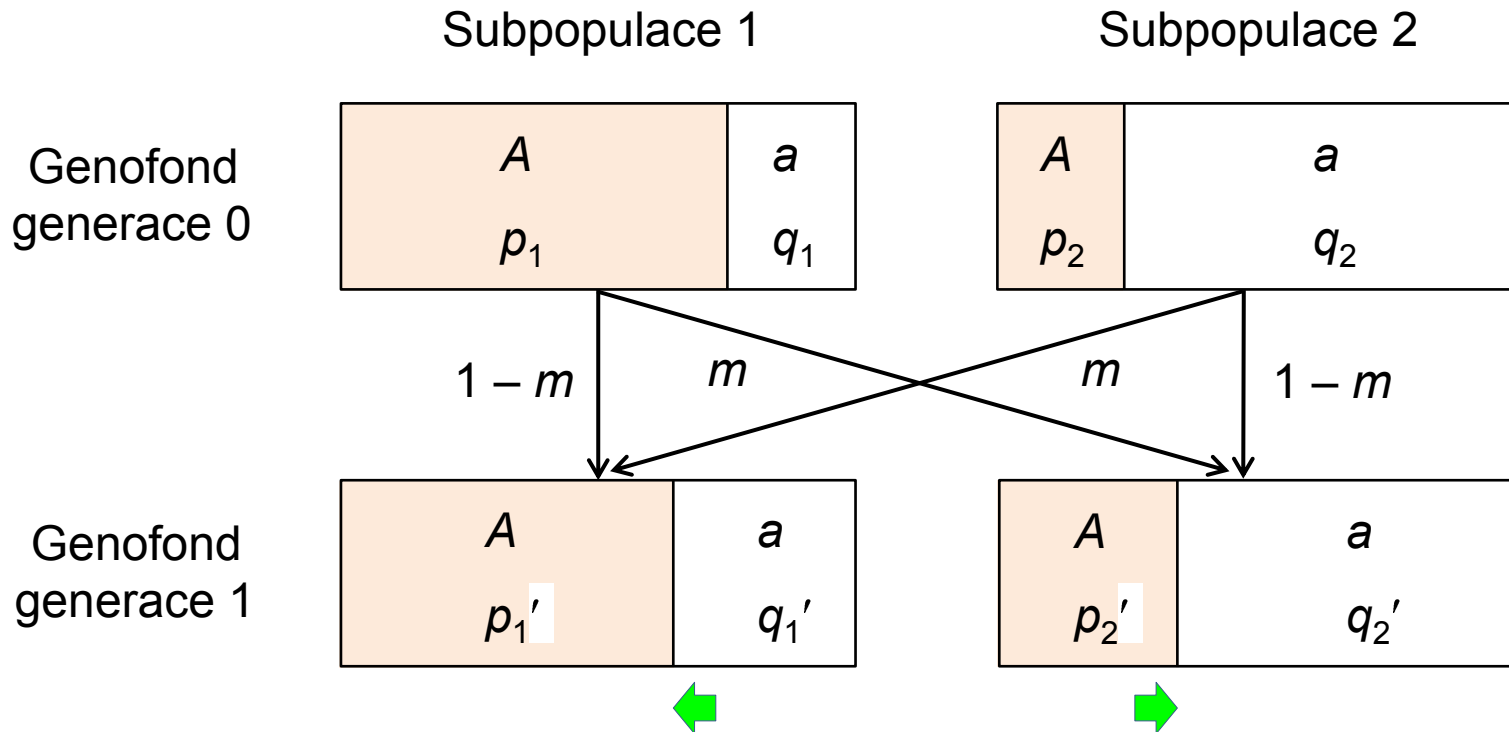 Subpopulace 1 Subpopulace 2
Genofond
generace 0
A a A a
p₁ q₁ p₂ q₂
1 – m m m 1 – m
Genofond
generace 1
A a A a
p₁′ q₁′ p₂′ q₂′